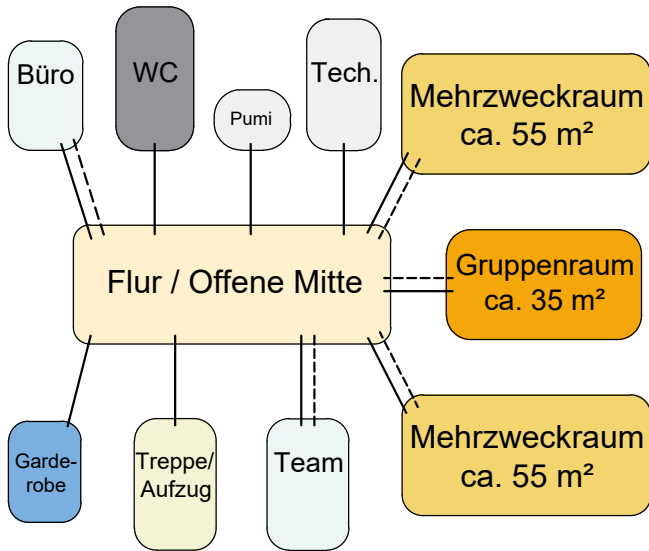 Büro
WC
Pumi
Tech.
Mehrzweckraum
ca. 55 m²
Flur / Offene Mitte
Gruppenraum
ca. 35 m²
Garde-
robe
Treppe/
Aufzug
Team
Mehrzweckraum
ca. 55 m²